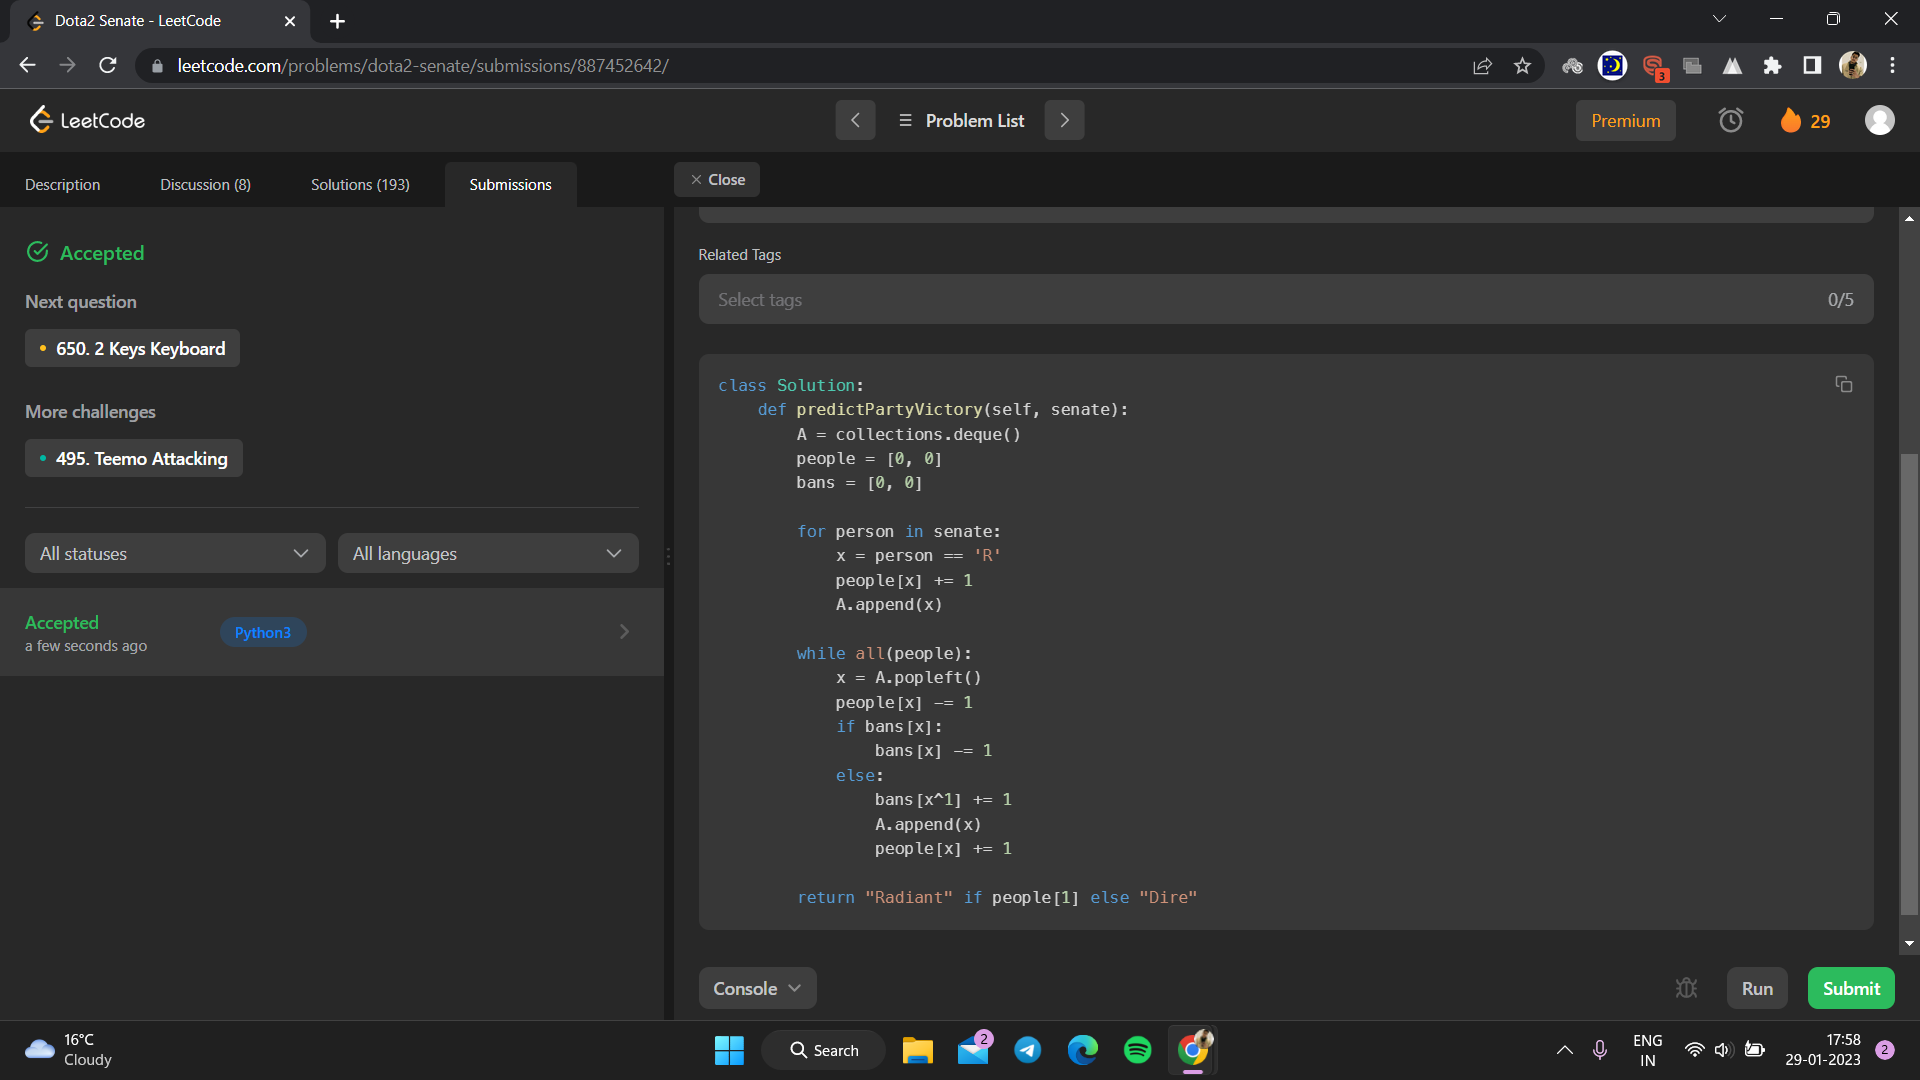 Dota2 Senate - LeetCode
leetcode.com/problems/dota2-senate/submissions/887452642/
3
LeetCode
Problem List
Premium
29
Description
Discussion (8)
Solutions (193)
Submissions
Close
Accepted
Next question
650. 2 Keys Keyboard
More challenges
495. Teemo Attacking
All statuses
All languages
Accepted
a few seconds ago
Python3
Related Tags
Select tags
0/5
class Solution:
    def predictPartyVictory(self, senate):
        A = collections.deque()
        people = [0, 0]
        bans = [0, 0]
        for person in senate:
            x = person == 'R'
            people[x] += 1
            A.append(x)
        while all(people):
            x = A.popleft()
            people[x] -= 1
            if bans[x]:
                bans[x] -= 1
            else:
                bans[x^1] += 1
                A.append(x)
                people[x] += 1
        return "Radiant" if people[1] else "Dire"
Console
Run
Submit
16°C
Cloudy
Search
2
ENG
IN
17:58
29-01-2023
2